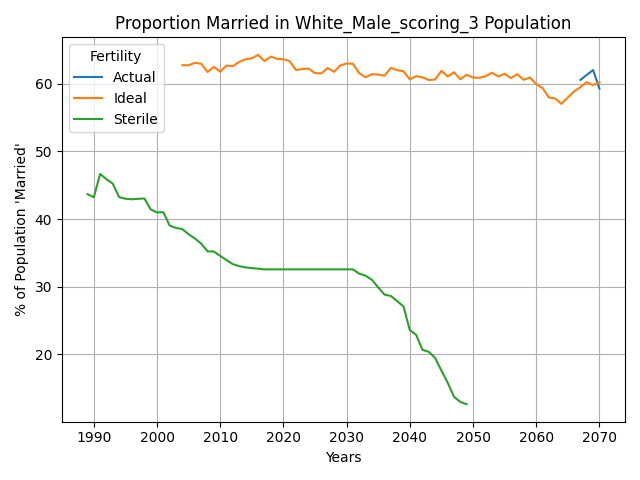 Proportion Married in White_Male_scoring_3 Population
Fertility
Actual
Ideal
Sterile
% of Population 'Married'
60
50
40
30
20
1990 2000 2010 2020 2030 2040 2050 2060 2070
Years